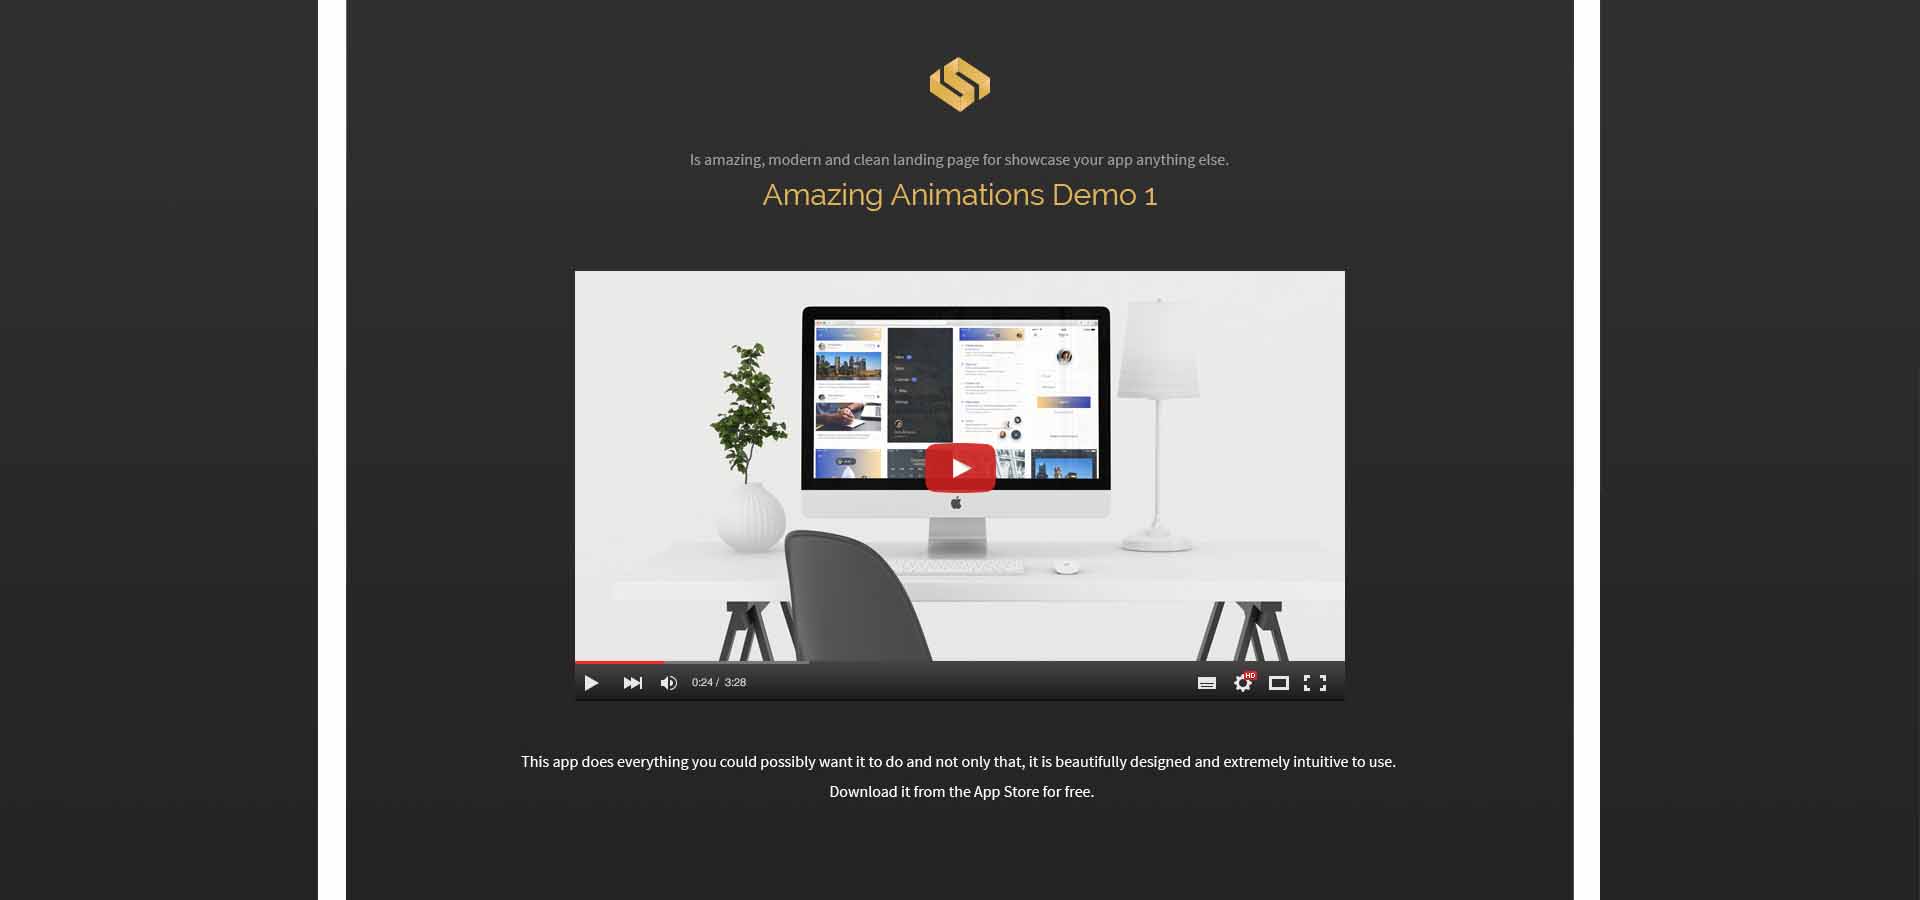 Is amazing, modern and clean landing page for showcase your app anything else.
Amazing Animations Demo 1
0:24 / 3:28
HD
This app does everything you could possibly want it to do and not only that, it is beautifully designed and extremely intuitive to use.
Download it from the App Store for free.